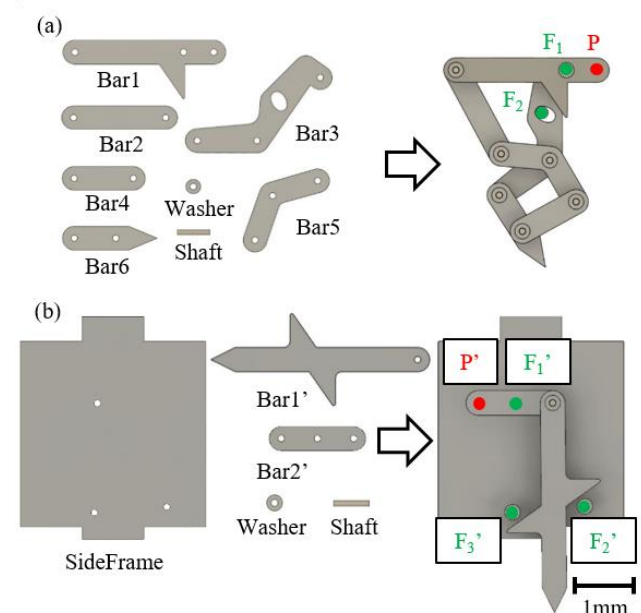 (a)
F₁ P
Bar1
F₂
Bar2
Bar3
Bar4
Washer
Bar5
Shaft
Bar6
(b)
P’ F₁’
Bar1’
Bar2’
Washer Shaft
F₃’ F₂’
SideFrame
1mm